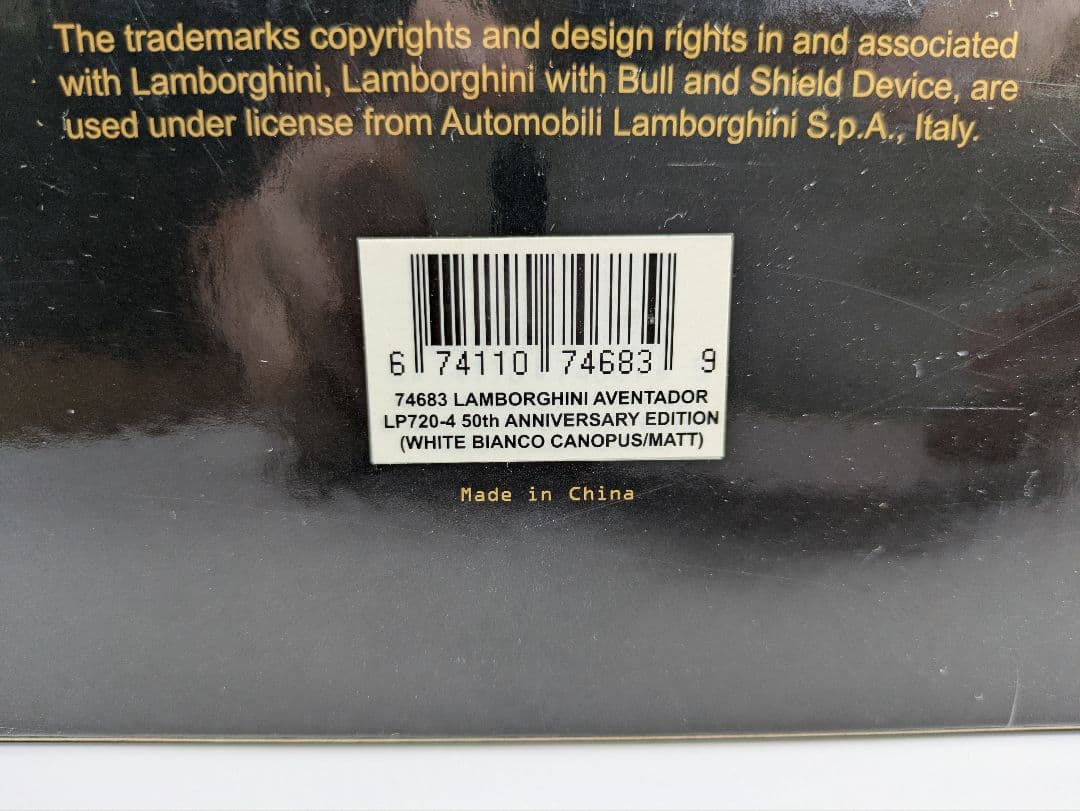 The trademarks copyrights and design rights in and associated
with Lamborghini, Lamborghini with Bull and Shield Device, are
used under license from Automobili Lamborghini S.p.A., Italy.
6 74110 74683 9
74683 LAMBORGHINI AVENTADOR
LP720-4 50th ANNIVERSARY EDITION
(WHITE BIANCO CANOPUS/MATT)
Made in China